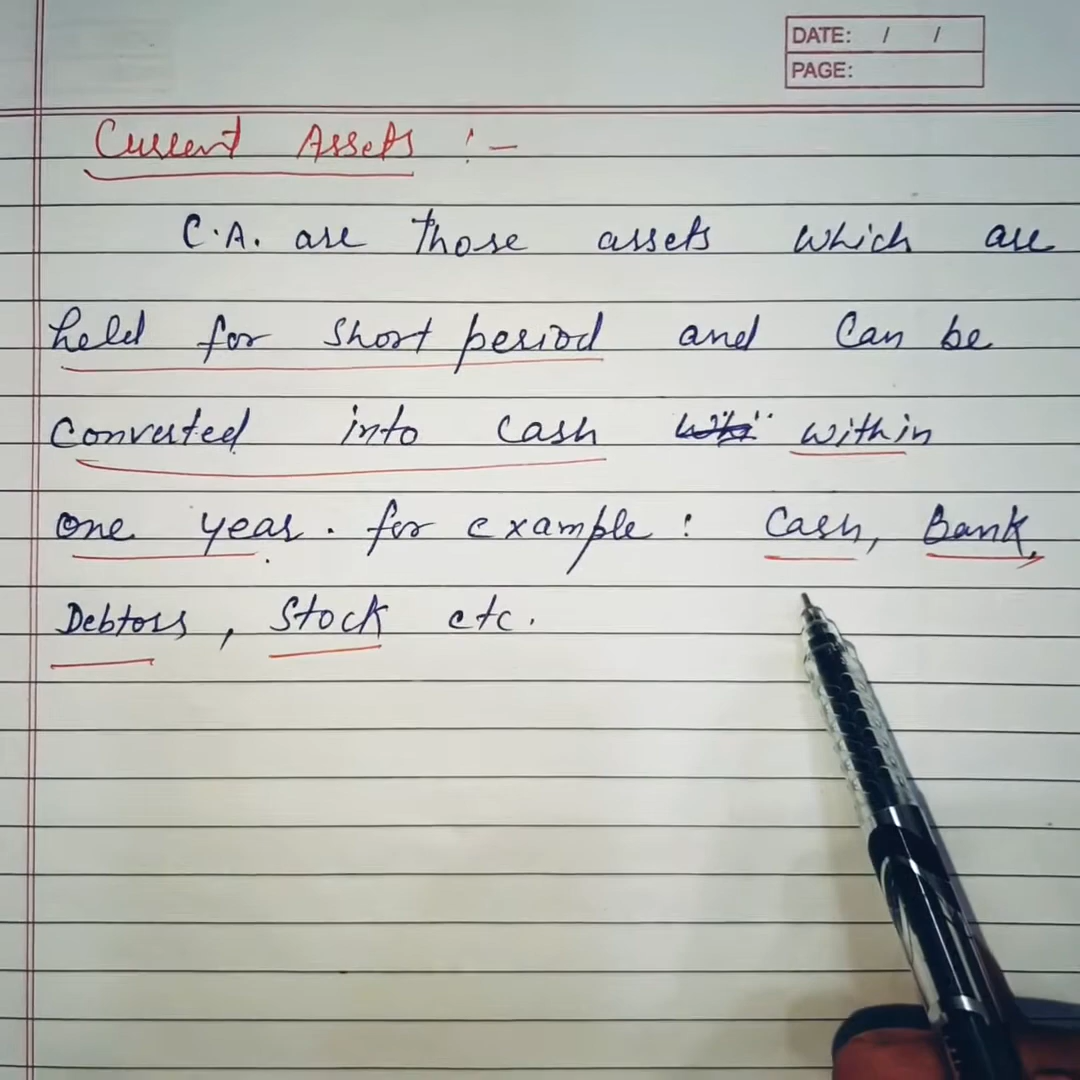 DATE: / /
PAGE:
Current Assets :-
C.A. are those assets which are
held for short period and can be
converted into cash within
one year. for example : Cash, Bank,
Debtors, Stock etc.